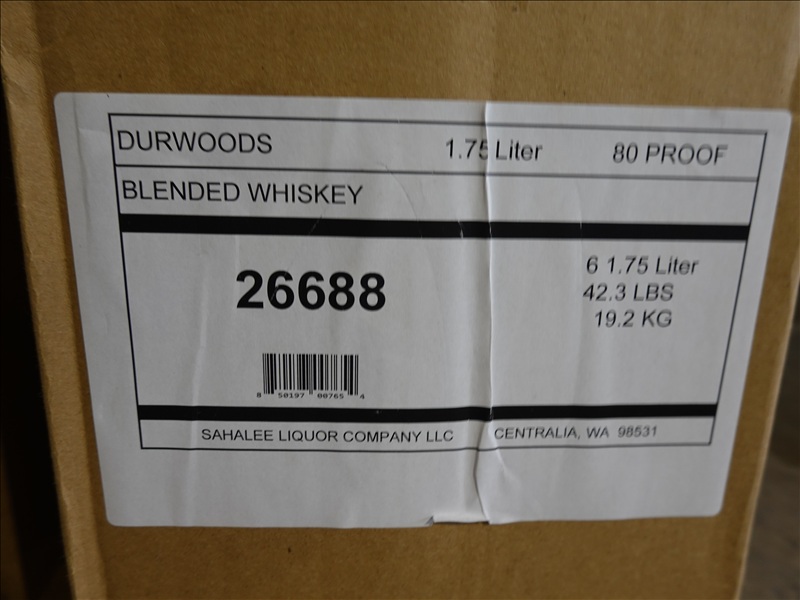 DURWOODS 1.75 Liter 80 PROOF
BLENDED WHISKEY
26688
6 1.75 Liter
42.3 LBS
19.2 KG
8 50197 00765 4
SAHALEE LIQUOR COMPANY LLC CENTRALIA, WA 98531